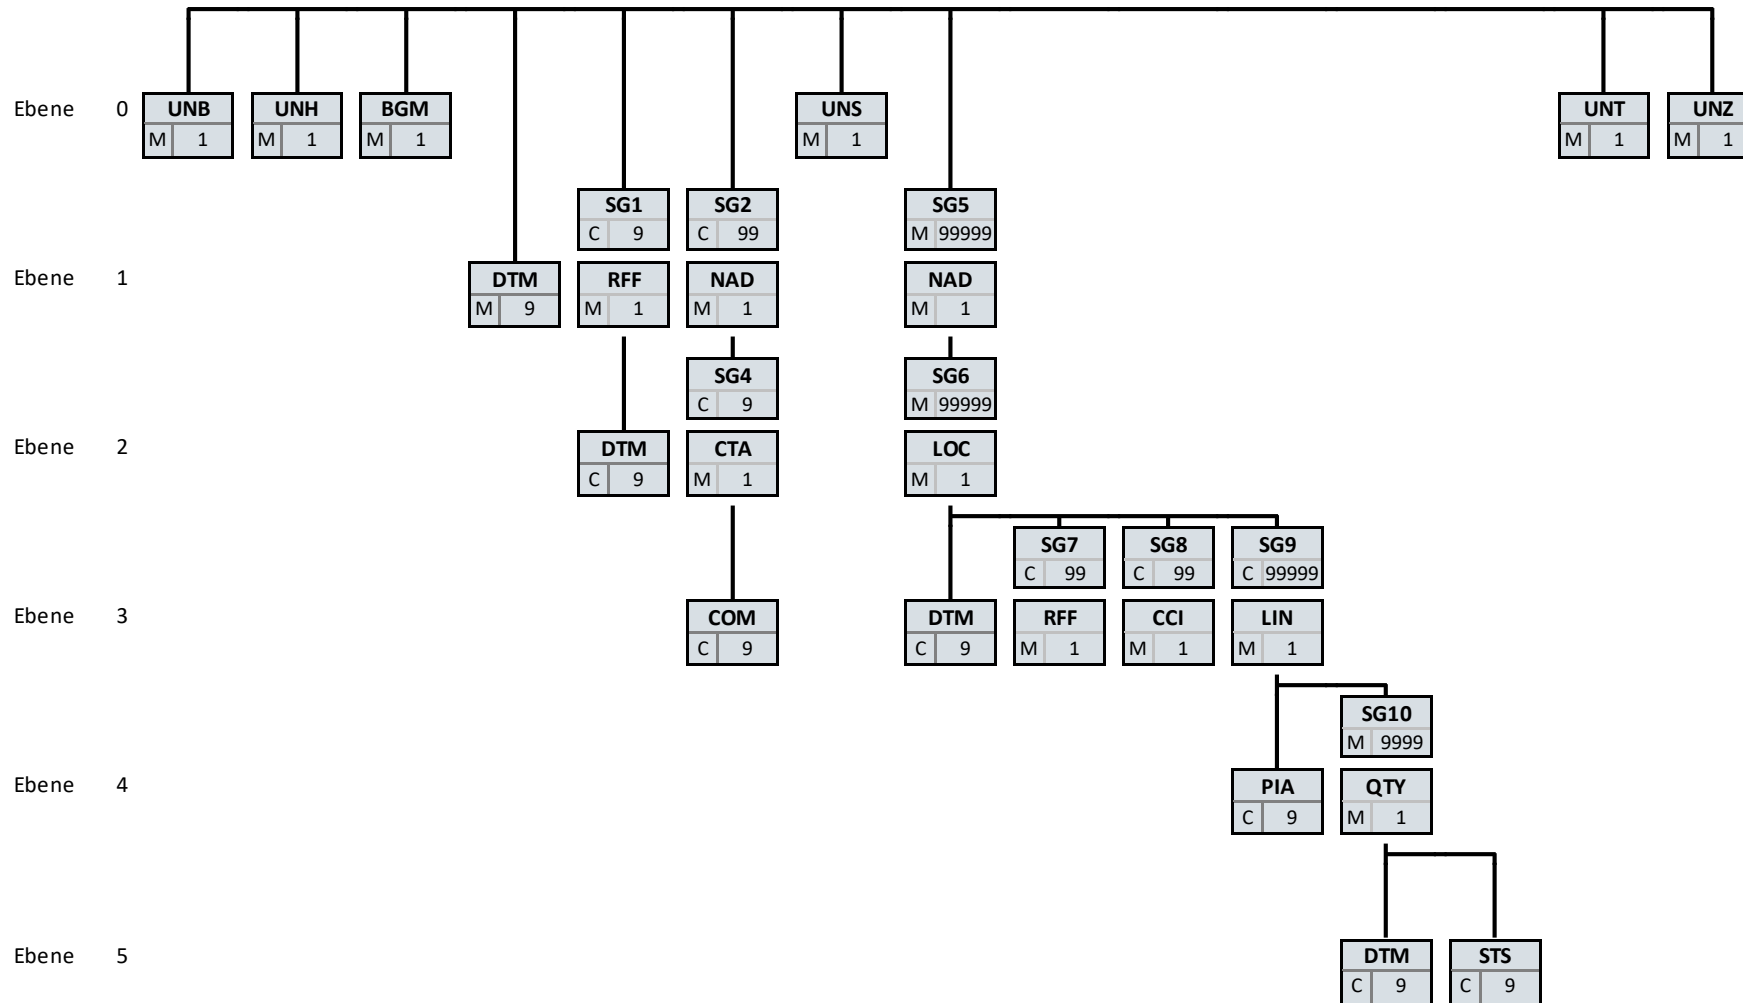 Ebene 0 UNB UNH BGM UNS UNT UNZ
M 1 M 1 M 1 M 1 M 1 M 1
SG1 SG2 SG5
C 9 C 99 M 99999
Ebene 1 DTM RFF NAD NAD
M 9 M 1 M 1 M 1
SG4 SG6
C 9 M 99999
Ebene 2 DTM CTA LOC
C 9 M 1 M 1
SG7 SG8 SG9
C 99 C 99 C 99999
Ebene 3 COM DTM RFF CCI LIN
C 9 C 9 M 1 M 1 M 1
SG10
M 9999
Ebene 4 PIA QTY
C 9 M 1
Ebene 5 DTM STS
C 9 C 9